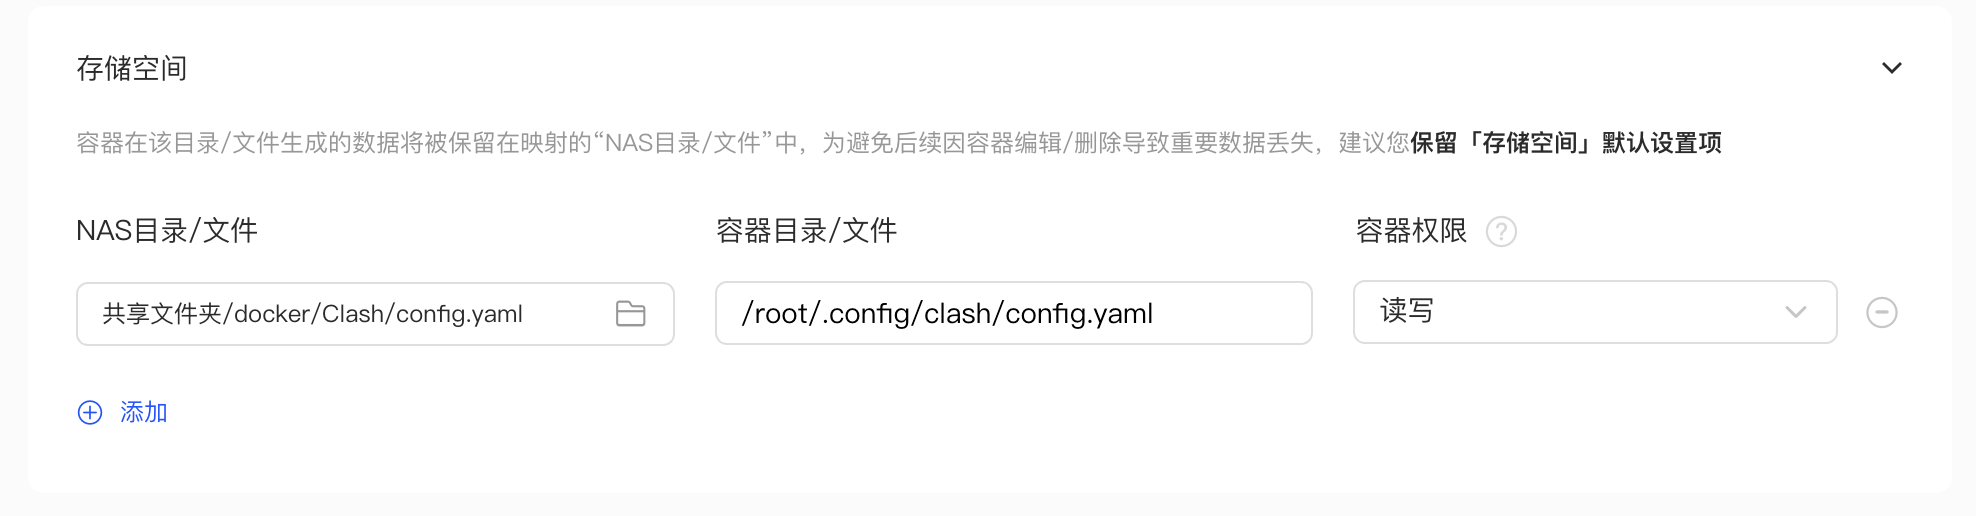 存储空间
容器在该目录/文件生成的数据将被保留在映射的“NAS目录/文件”中，为避免后续因容器编辑/删除导致重要数据丢失，建议您保留「存储空间」默认设置项
NAS目录/文件 容器目录/文件 容器权限 ?
共享文件夹/docker/Clash/config.yaml /root/.config/clash/config.yaml 读写
添加